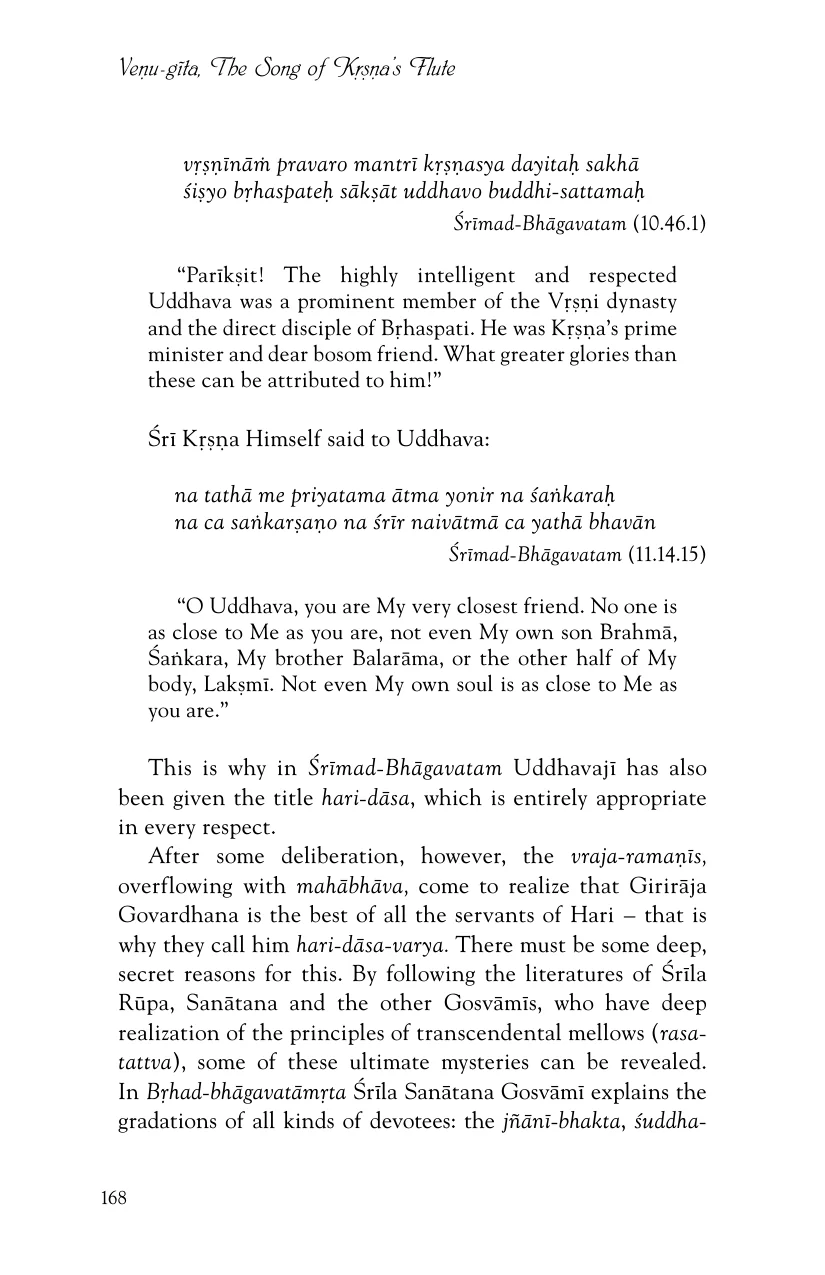 Veṇu-gīta, The Song of Kṛṣṇa's Flute
vṛṣṇīnāṁ pravaro mantrī kṛṣṇasya dayitaḥ sakhā
śiṣyo bṛhaspateḥ sākṣāt uddhavo buddhi-sattamaḥ
Śrīmad-Bhāgavatam (10.46.1)
“Parīkṣit! The highly intelligent and respected
Uddhava was a prominent member of the Vṛṣṇi dynasty
and the direct disciple of Bṛhaspati. He was Kṛṣṇa’s prime
minister and dear bosom friend. What greater glories than
these can be attributed to him!”
Śrī Kṛṣṇa Himself said to Uddhava:
na tathā me priyatama ātma yonir na śaṅkaraḥ
na ca saṅkarṣaṇo na śrīr naivātmā ca yathā bhavān
Śrīmad-Bhāgavatam (11.14.15)
“O Uddhava, you are My very closest friend. No one is
as close to Me as you are, not even My own son Brahmā,
Śaṅkara, My brother Balarāma, or the other half of My
body, Lakṣmī. Not even My own soul is as close to Me as
you are.”
This is why in Śrīmad-Bhāgavatam Uddhavajī has also
been given the title hari-dāsa, which is entirely appropriate
in every respect.
After some deliberation, however, the vraja-ramaṇīs,
overflowing with mahābhāva, come to realize that Girirāja
Govardhana is the best of all the servants of Hari – that is
why they call him hari-dāsa-varya. There must be some deep,
secret reasons for this. By following the literatures of Śrīla
Rūpa, Sanātana and the other Gosvāmīs, who have deep
realization of the principles of transcendental mellows (rasa-
tattva), some of these ultimate mysteries can be revealed.
In Bṛhad-bhāgavatāmṛta Śrīla Sanātana Gosvāmī explains the
gradations of all kinds of devotees: the jñānī-bhakta, śuddha-
168